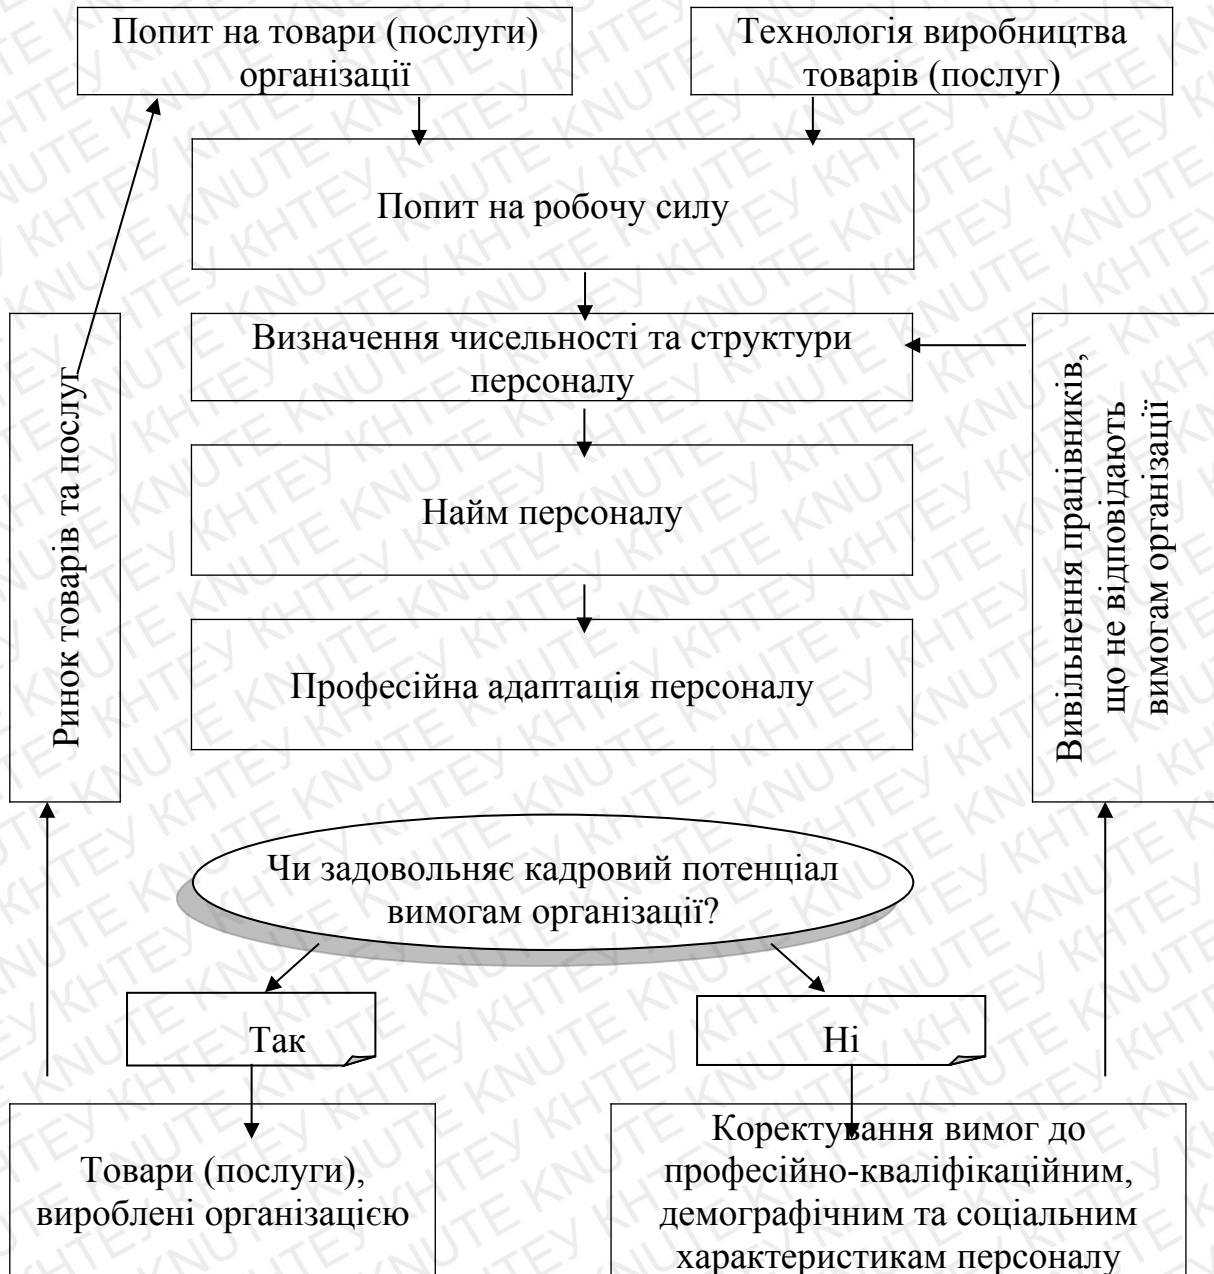 Попит на товари (послуги)
організації
Технологія виробництва
товарів (послуг)
Попит на робочу силу
Визначення чисельності та структури
персоналу
Найм персоналу
Професійна адаптація персоналу
Ринок товарів та послуг
Вивільнення працівників,
що не відповідають
вимогам організації
Чи задовольняє кадровий потенціал
вимогам організації?
Так
Ні
Товари (послуги),
вироблені організацією
Коректування вимог до
професійно-кваліфікаційним,
демографічним та соціальним
характеристикам персоналу